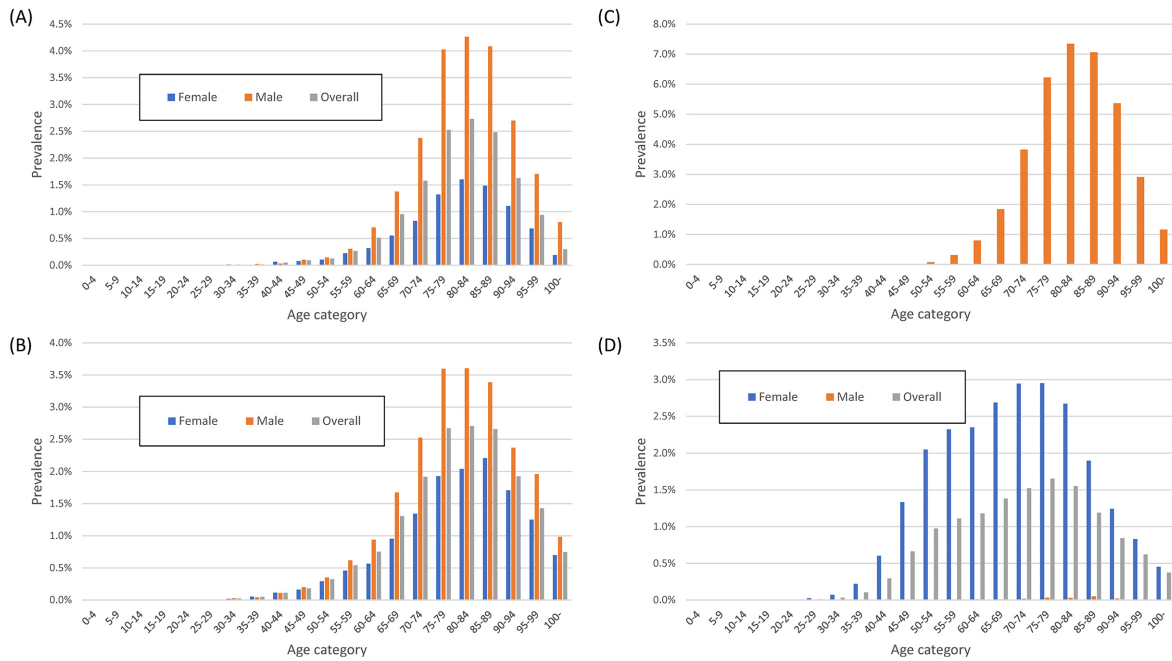 (A)
4.5%
4.0%
3.5%
3.0%
2.5%
2.0%
1.5%
1.0%
0.5%
0.0%
Prevalence
Female Male Overall
0-4 5-9 10-14 15-19 20-24 25-29 30-34 35-39 40-44 45-49 50-54 55-59 60-64 65-69 70-74 75-79 80-84 85-89 90-94 95-99 100-
Age category
(C)
8.0%
7.0%
6.0%
5.0%
4.0%
3.0%
2.0%
1.0%
0.0%
Prevalence
0-4 5-9 10-14 15-19 20-24 25-29 30-34 35-39 40-44 45-49 50-54 55-59 60-64 65-69 70-74 75-79 80-84 85-89 90-94 95-99 100-
Age category
(B)
4.0%
3.5%
3.0%
2.5%
2.0%
1.5%
1.0%
0.5%
0.0%
Prevalence
Female Male Overall
0-4 5-9 10-14 15-19 20-24 25-29 30-34 35-39 40-44 45-49 50-54 55-59 60-64 65-69 70-74 75-79 80-84 85-89 90-94 95-99 100-
Age category
(D)
3.5%
3.0%
2.5%
2.0%
1.5%
1.0%
0.5%
0.0%
Prevalence
Female Male Overall
0-4 5-9 10-14 15-19 20-24 25-29 30-34 35-39 40-44 45-49 50-54 55-59 60-64 65-69 70-74 75-79 80-84 85-89 90-94 95-99 100-
Age category